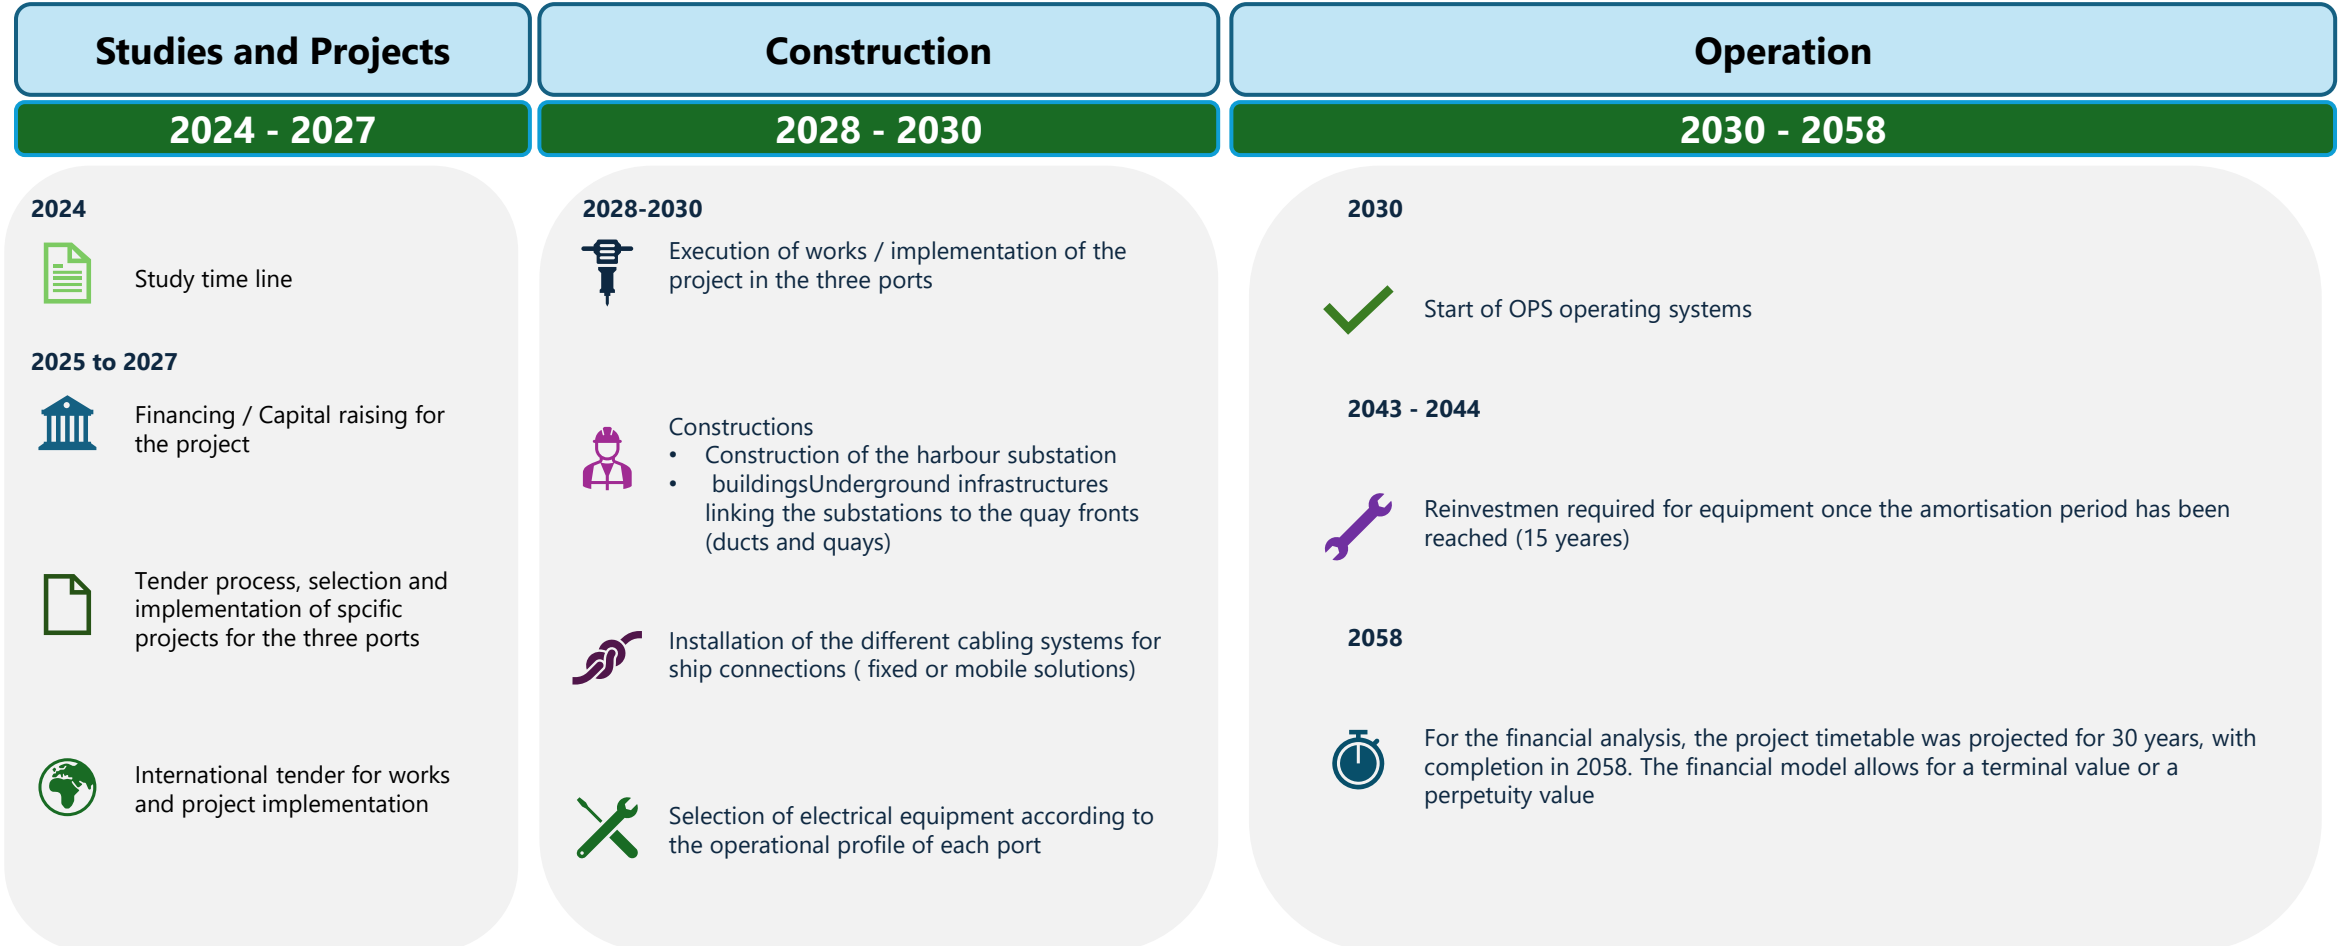 Studies and Projects
2024 - 2027
2024
Study time line
2025 to 2027
Financing / Capital raising for
the project
Tender process, selection and
implementation of spcific
projects for the three ports
International tender for works
and project implementation
Construction
2028 - 2030
2028-2030
Execution of works / implementation of the
project in the three ports
Constructions
• Construction of the harbour substation
• buildingsUnderground infrastructures
linking the substations to the quay fronts
(ducts and quays)
Installation of the different cabling systems for
ship connections ( fixed or mobile solutions)
Selection of electrical equipment according to
the operational profile of each port
Operation
2030 - 2058
2030
Start of OPS operating systems
2043 - 2044
Reinvestmen required for equipment once the amortisation period has been
reached (15 yeares)
2058
For the financial analysis, the project timetable was projected for 30 years, with
completion in 2058. The financial model allows for a terminal value or a
perpetuity value